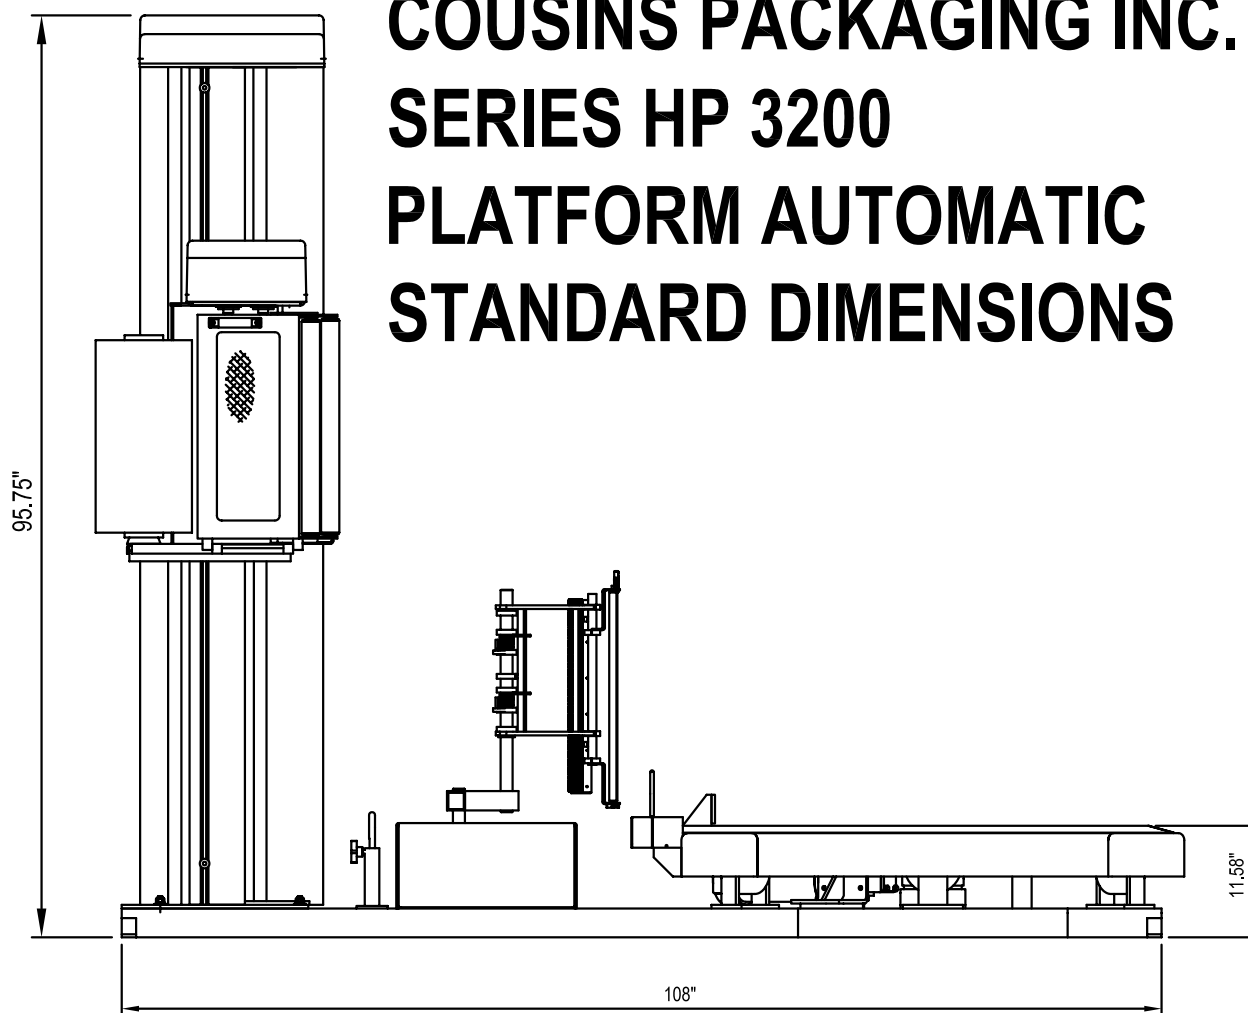 COUSINS PACKAGING INC.
SERIES HP 3200
PLATFORM AUTOMATIC
STANDARD DIMENSIONS
95.75"
11.58"
108"